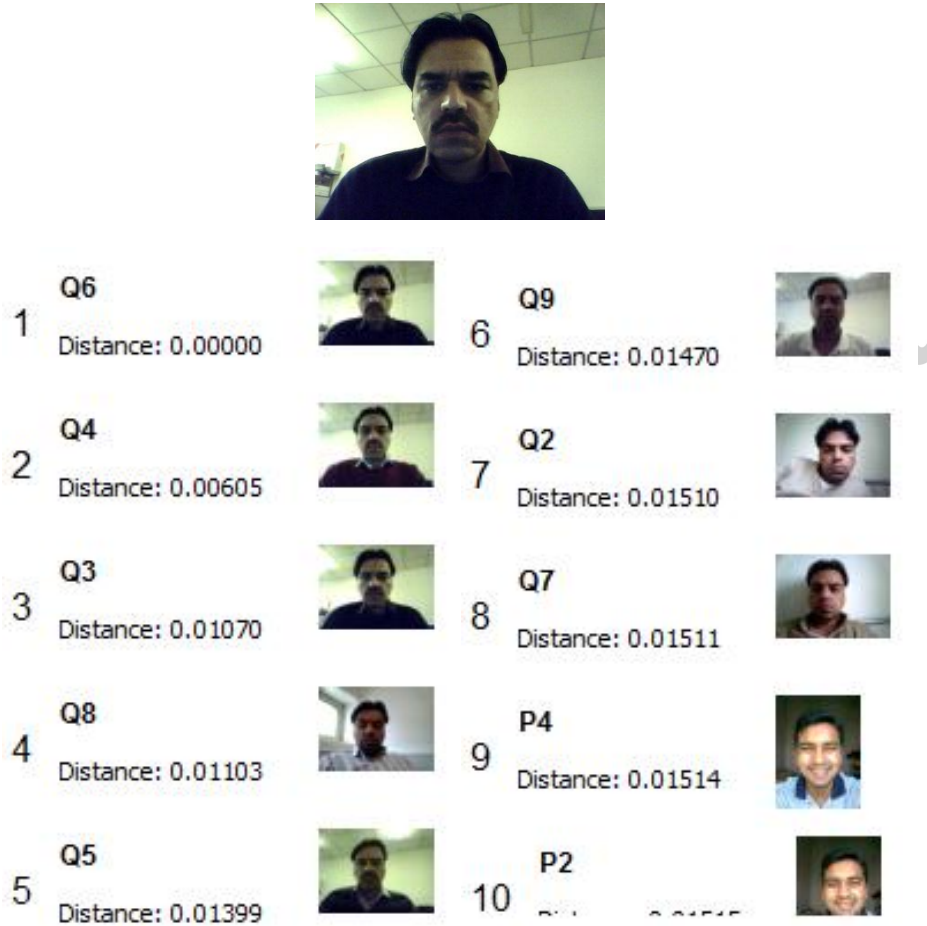 1
Q6
Distance: 0.00000
2
Q4
Distance: 0.00605
3
Q3
Distance: 0.01070
4
Q8
Distance: 0.01103
5
Q5
Distance: 0.01399
6
Q9
Distance: 0.01470
7
Q2
Distance: 0.01510
8
Q7
Distance: 0.01511
9
P4
Distance: 0.01514
10
P2